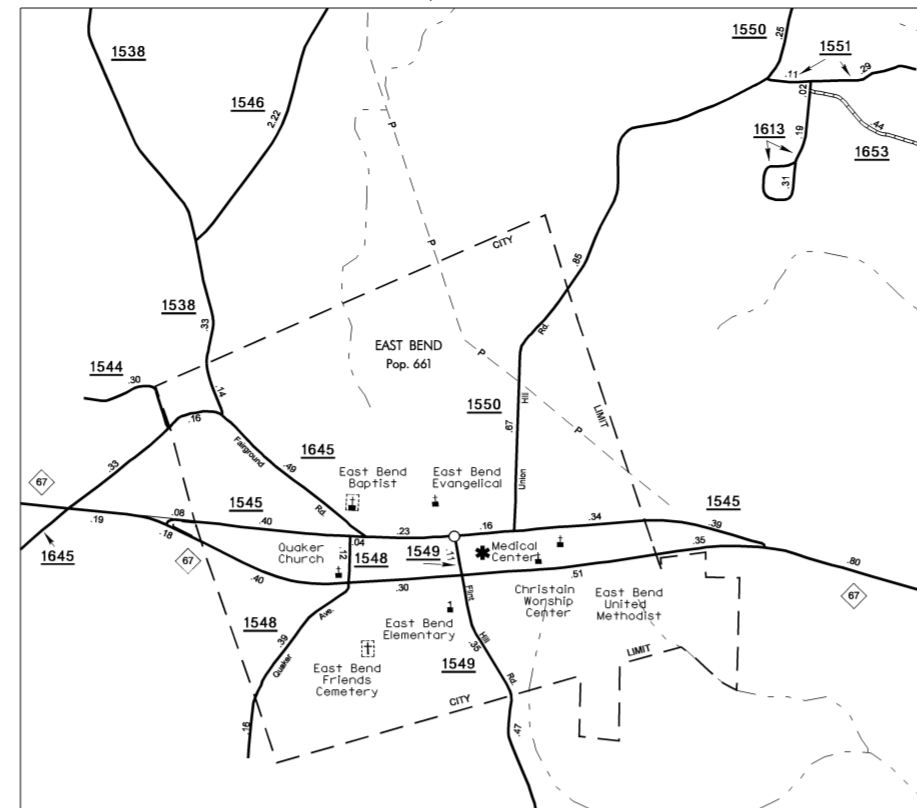 1538
1550
.25
1551
.11
.29
.02
1546
2.22
P
1613
.19
.44
1653
.31
P
CITY
.85
1538
.33
Rd.
EAST BEND
Pop. 661
P
1544
.30
.14
Hill
1550
LIMIT
.16
.67
P
Fairground
1645
.33
.49
East Bend
Baptist
East Bend
Evangelical
Union
67
1545
Rd.
1545
.19
.08
.40
.23
.16
.34
.39
1645
.18
.04
.12
1548
1549
.11
Medical
Center
.35
67
Quaker
Church
.80
.40
.30
.51
67
Flint
Christain
Worship
Center
East Bend
United
Methodist
Ave.
1548
East Bend
Elementary
.39
Hill
.35
1549
LIMIT
Quaker
East Bend
Friends
Cemetery
Rd.
CITY
.16
.47